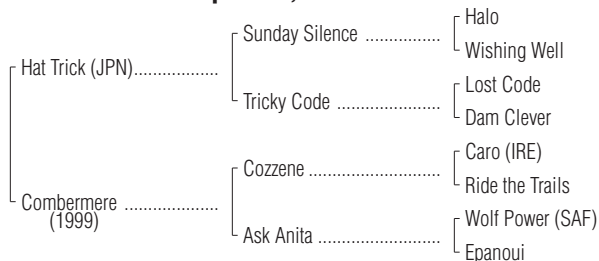 Halo
Sunday Silence ................
Wishing Well
Hat Trick (JPN)..................
Lost Code
Tricky Code ......................
Dam Clever
Caro (IRE)
Cozzene ............................
Ride the Trails
Combermere ....................
(1999)
Wolf Power (SAF)
Ask Anita ..........................
Epanoui